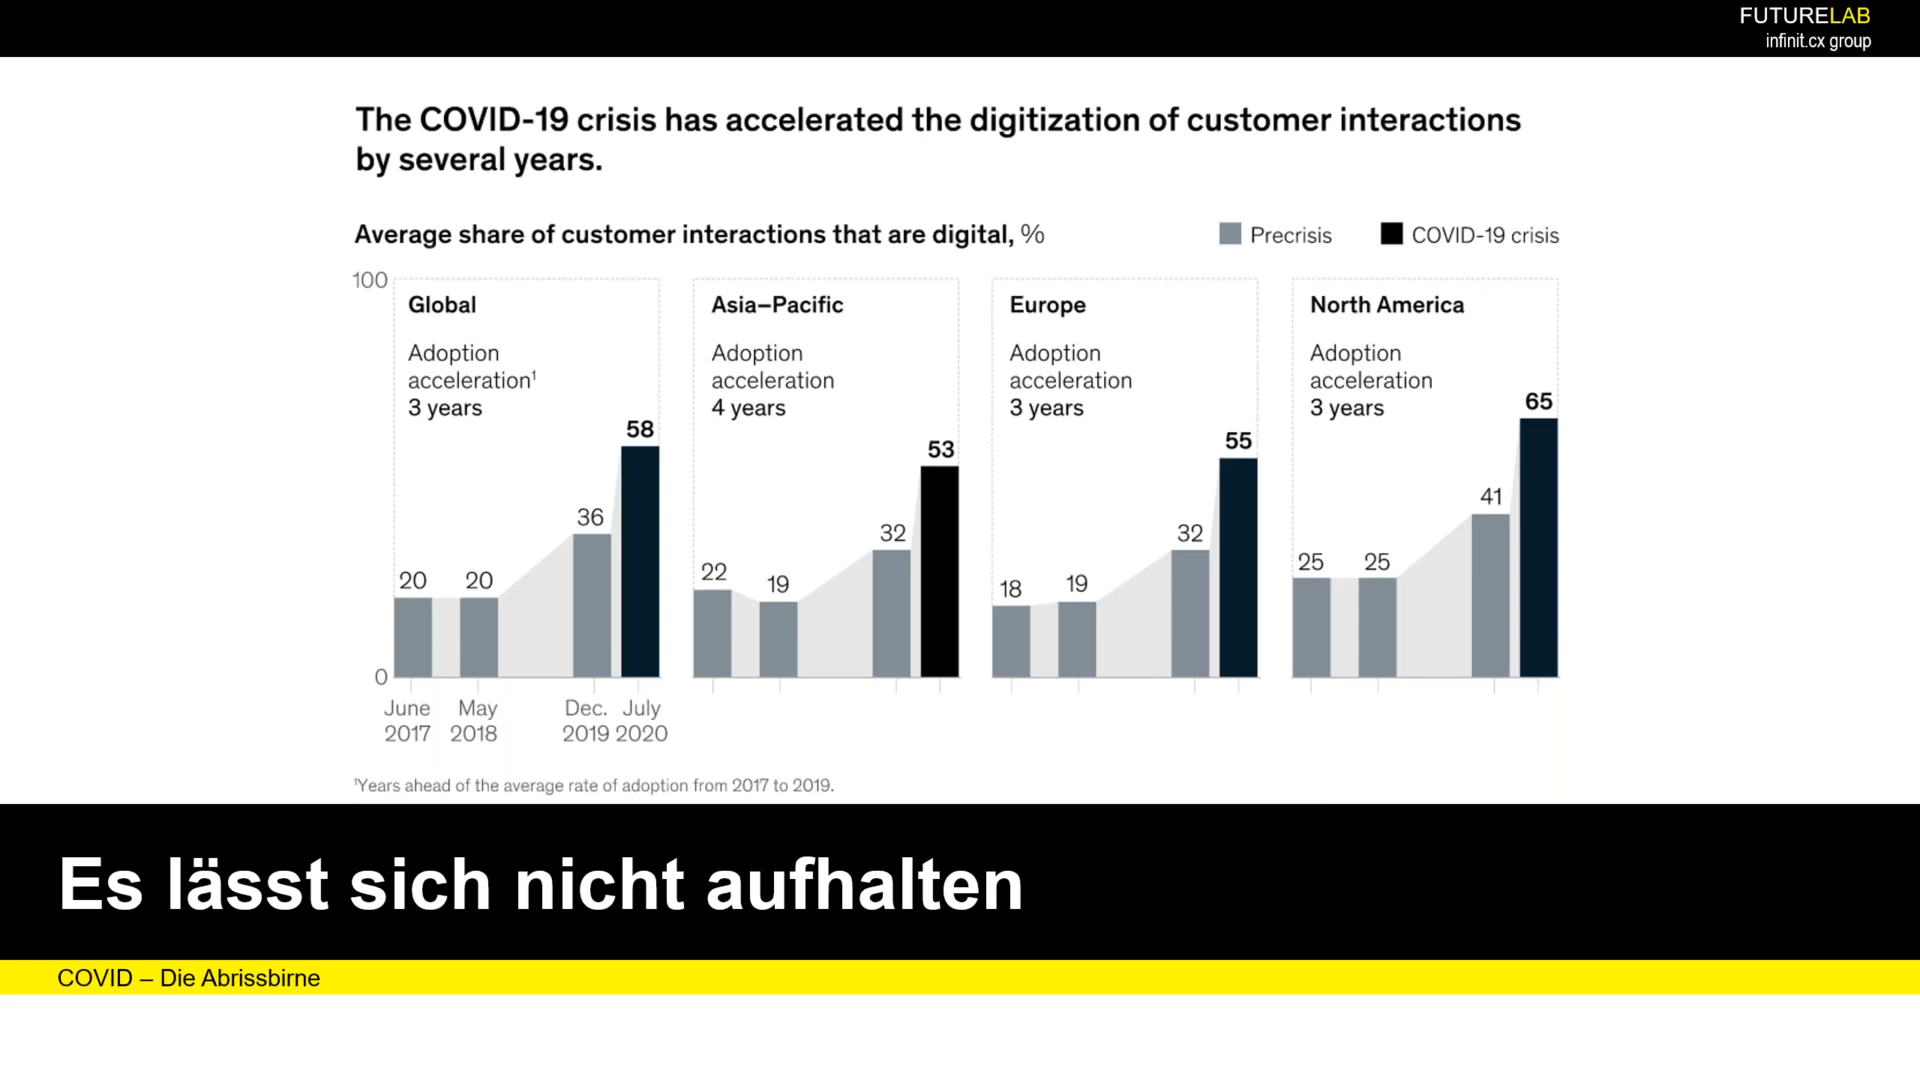 FUTURELAB
infinit.cx group
The COVID-19 crisis has accelerated the digitization of customer interactions
by several years.
Average share of customer interactions that are digital, %
Precrisis
COVID-19 crisis
100
0
Global
Adoption
acceleration¹
3 years
20
20
36
58
June
2017
May
2018
Dec.
2019
July
2020
Asia–Pacific
Adoption
acceleration
4 years
22
19
32
53
Europe
Adoption
acceleration
3 years
18
19
32
55
North America
Adoption
acceleration
3 years
25
25
41
65
¹Years ahead of the average rate of adoption from 2017 to 2019.
Es lässt sich nicht aufhalten
COVID – Die Abrissbirne